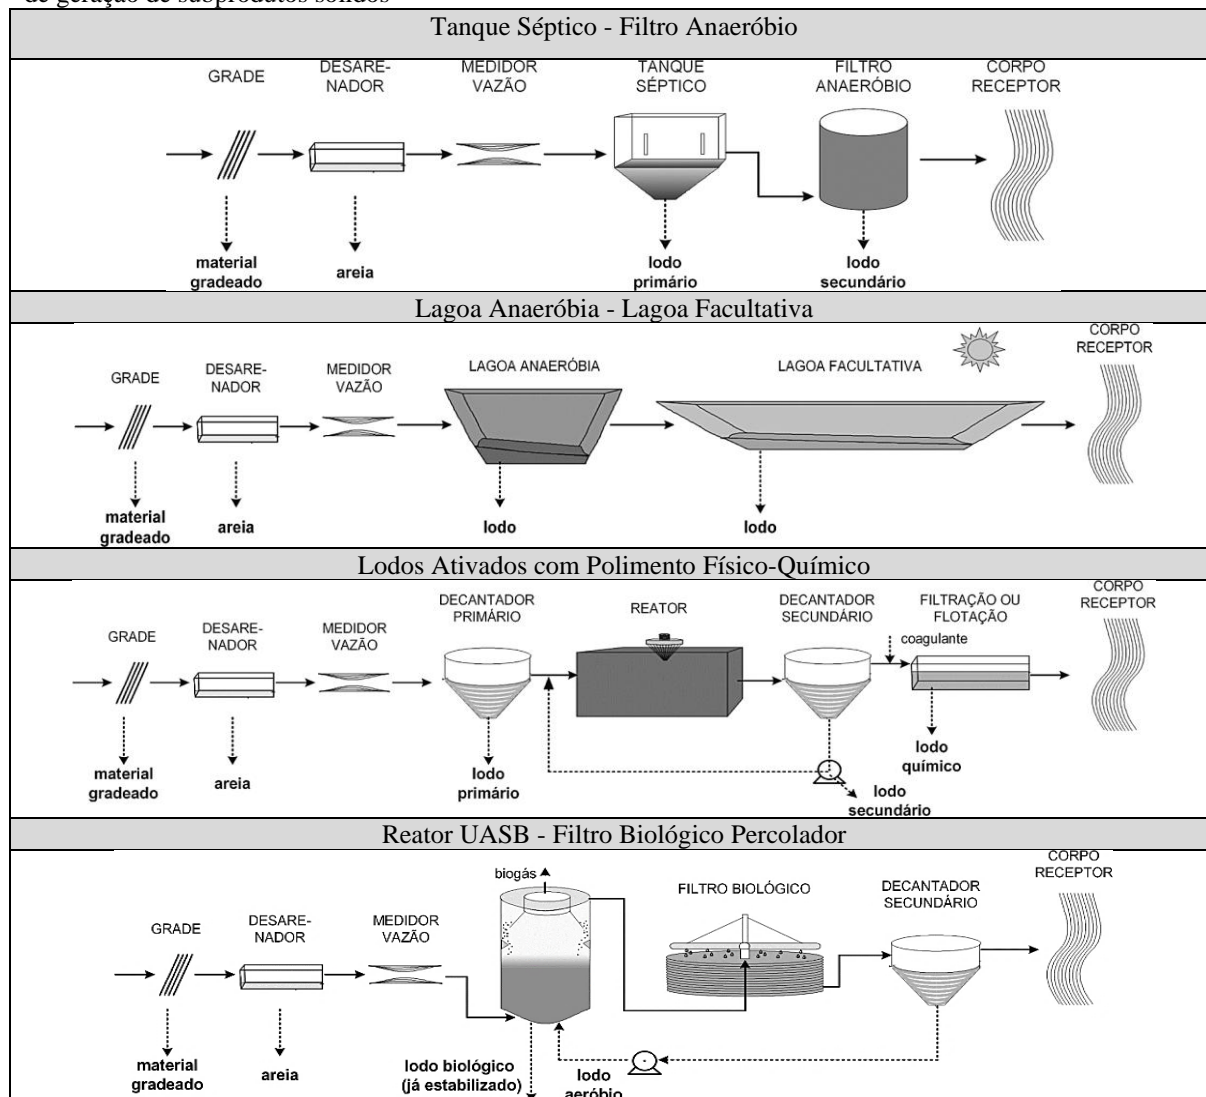 de geração de subprodutos sólidos
Tanque Séptico - Filtro Anaeróbio
GRADE
DESARE-
NADOR
MEDIDOR
VAZÃO
TANQUE
SÉPTICO
FILTRO
ANAERÓBIO
CORPO
RECEPTOR
material
gradeado
areia
lodo
primário
lodo
secundário
Lagoa Anaeróbia - Lagoa Facultativa
GRADE
DESARE-
NADOR
MEDIDOR
VAZÃO
LAGOA ANAERÓBIA
LAGOA FACULTATIVA
CORPO
RECEPTOR
material
gradeado
areia
lodo
lodo
Lodos Ativados com Polimento Físico-Químico
GRADE
DESARE-
NADOR
MEDIDOR
VAZÃO
DECANTADOR
PRIMÁRIO
REATOR
DECANTADOR
SECUNDÁRIO
FILTRAÇÃO OU
FLOTAÇÃO
coagulante
CORPO
RECEPTOR
material
gradeado
areia
lodo
primário
lodo
secundário
lodo
químico
Reator UASB - Filtro Biológico Percolador
GRADE
DESARE-
NADOR
MEDIDOR
VAZÃO
biogás
FILTRO BIOLÓGICO
DECANTADOR
SECUNDÁRIO
CORPO
RECEPTOR
material
gradeado
areia
lodo biológico
(já estabilizado)
lodo
aeróbio